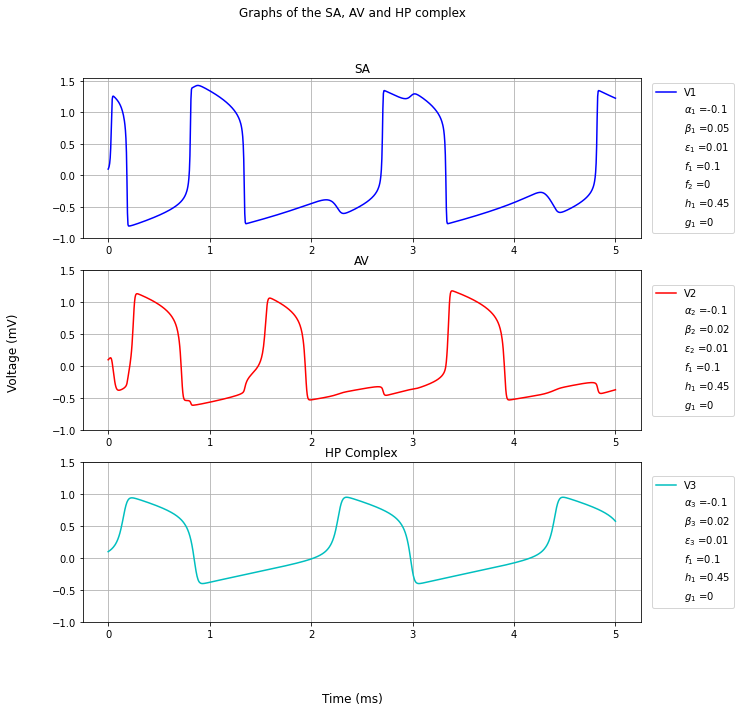 Graphs of the SA, AV and HP complex
SA
1.5
1.0
0.5
0.0
−0.5
−1.0
0 1 2 3 4 5
V1
α₁ =-0.1
β₁ =0.05
ε₁ =0.01
f₁ =0.1
f₂ =0
h₁ =0.45
g₁ =0
AV
Voltage (mV)
1.5
1.0
0.5
0.0
−0.5
−1.0
0 1 2 3 4 5
V2
α₂ =-0.1
β₂ =0.02
ε₂ =0.01
f₁ =0.1
h₁ =0.45
g₁ =0
HP Complex
1.5
1.0
0.5
0.0
−0.5
−1.0
0 1 2 3 4 5
V3
α₃ =-0.1
β₃ =0.02
ε₃ =0.01
f₁ =0.1
h₁ =0.45
g₁ =0
Time (ms)